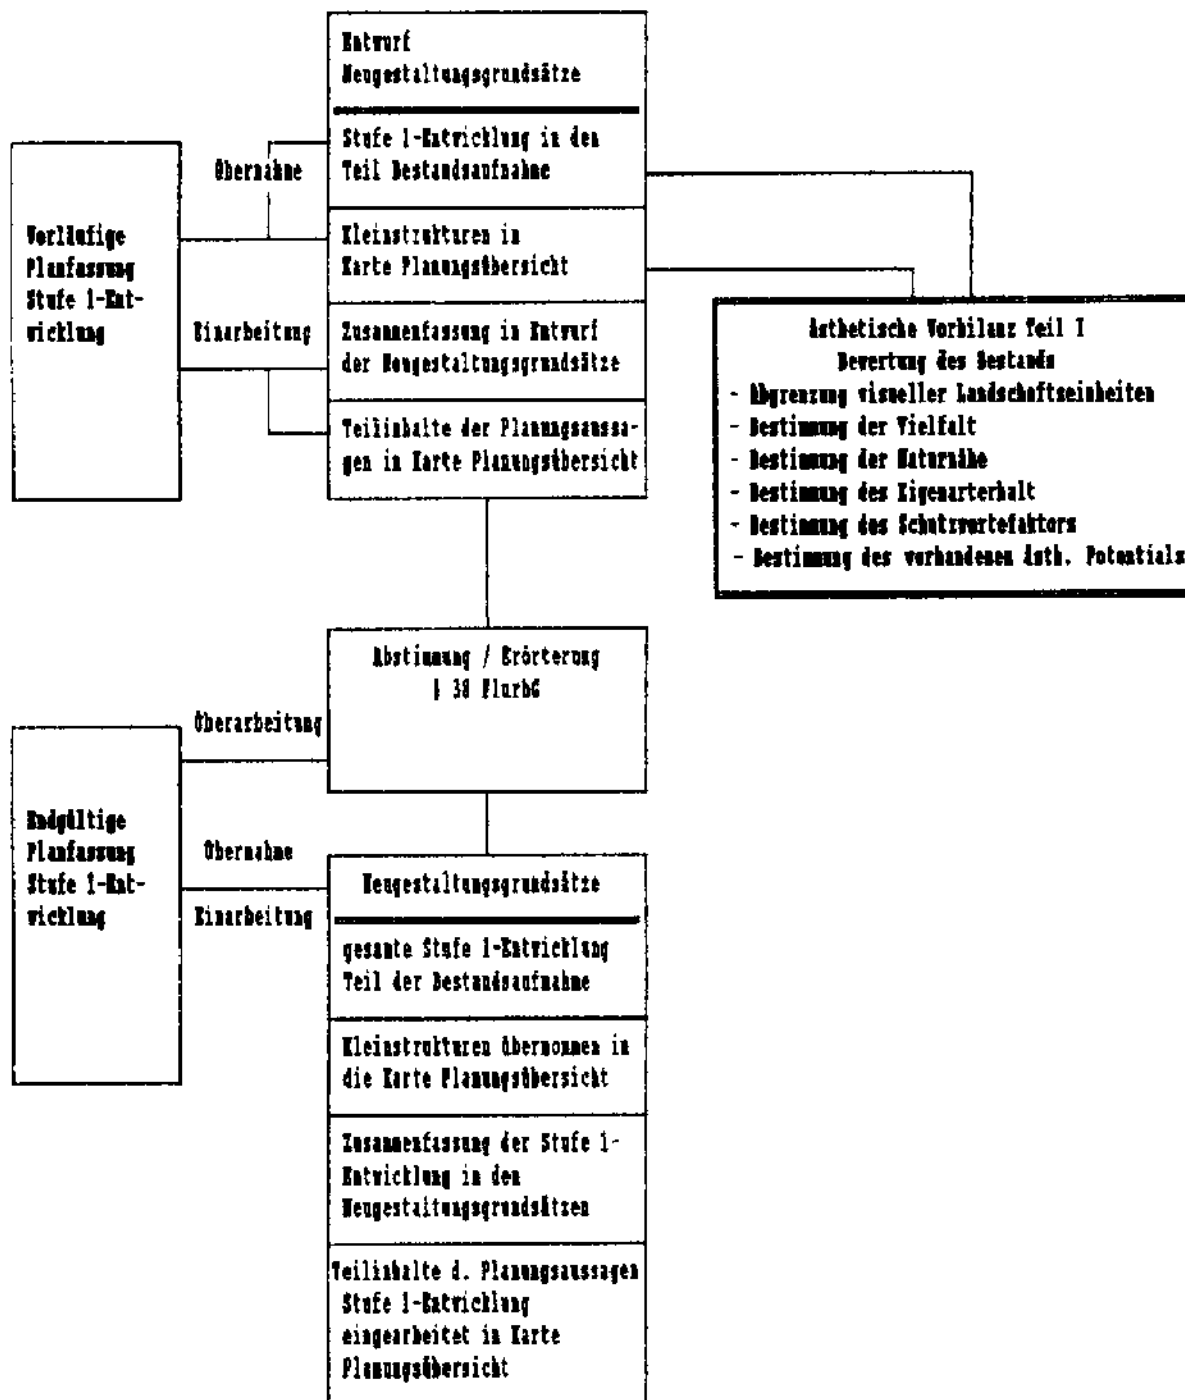 Entwurf
Neugestaltungsgrundsätze
Stufe 1-Entwicklung in den
Teil Bestandsaufnahme
Kleinstrukturen in
Karte Planungsübersicht
Zusammenfassung in Entwurf
der Neugestaltungsgrundsätze
Teilinhalte der Planungsaussa-
gen in Karte Planungsübersicht
Übernahme
Einarbeitung
Vorläufige
Planfassung
Stufe 1-Ent-
wicklung
Ästhetische Vorbilanz Teil I
Bewertung des Bestands
- Abgrenzung visueller Landschaftseinheiten
- Bestimmung der Vielfalt
- Bestimmung der Naturnähe
- Bestimmung des Eigenarterhalt
- Bestimmung des Schutzwertefaktors
- Bestimmung des vorhandenen ästh. Potentials
Abstimmung / Erörterung
§ 38 FlurbG
Überarbeitung
Endgültige
Planfassung
Stufe 1-Ent-
wicklung
Übernahme
Einarbeitung
Neugestaltungsgrundsätze
gesamte Stufe 1-Entwicklung
Teil der Bestandsaufnahme
Kleinstrukturen übernommen in
die Karte Planungsübersicht
Zusammenfassung der Stufe 1-
Entwicklung in den
Neugestaltungsgrundsätzen
Teilinhalte d. Planungsaussagen
Stufe 1-Entwicklung
eingearbeitet in Karte
Planungsübersicht